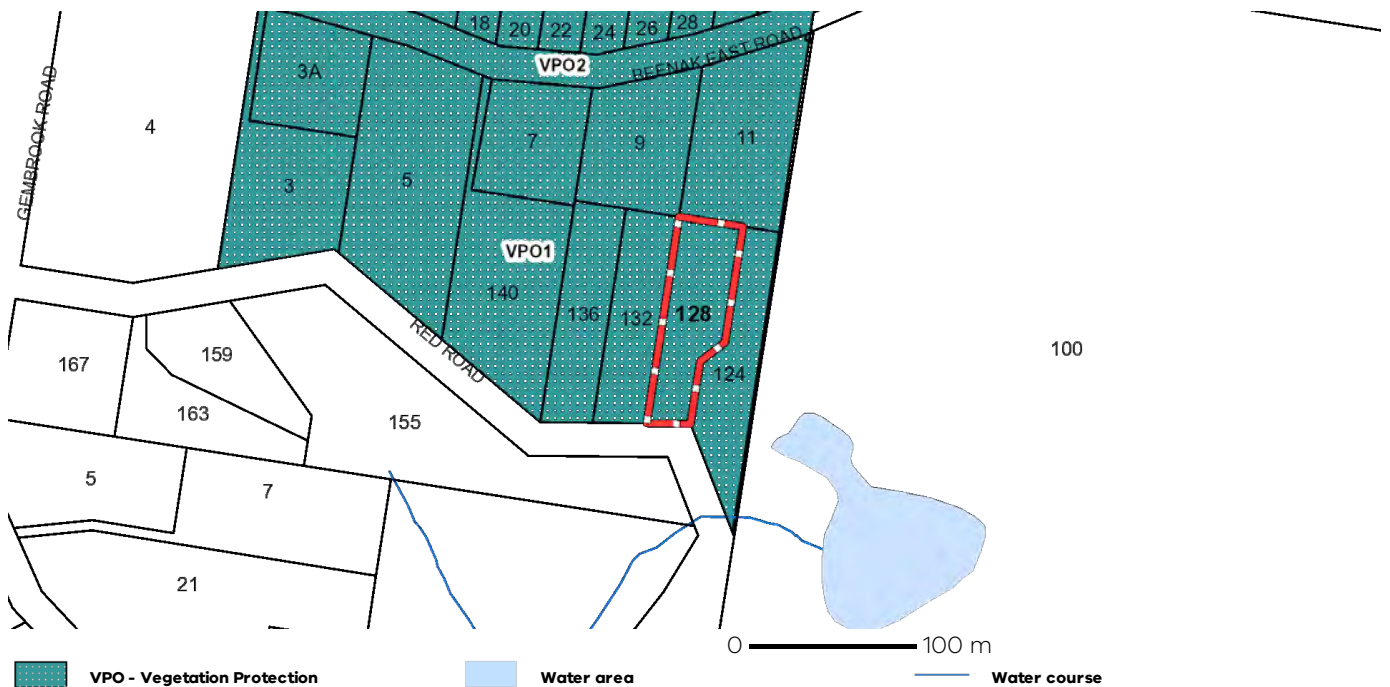 18
20
22
24
26
28
VPO2
BEENAK EAST ROAD
3A
GEMBROOK ROAD
4
7
9
11
3
5
VPO1
140
136
132
128
RED ROAD
100
159
167
124
163
155
5
7
21
0 100 m
VPO - Vegetation Protection
Water area
Water course